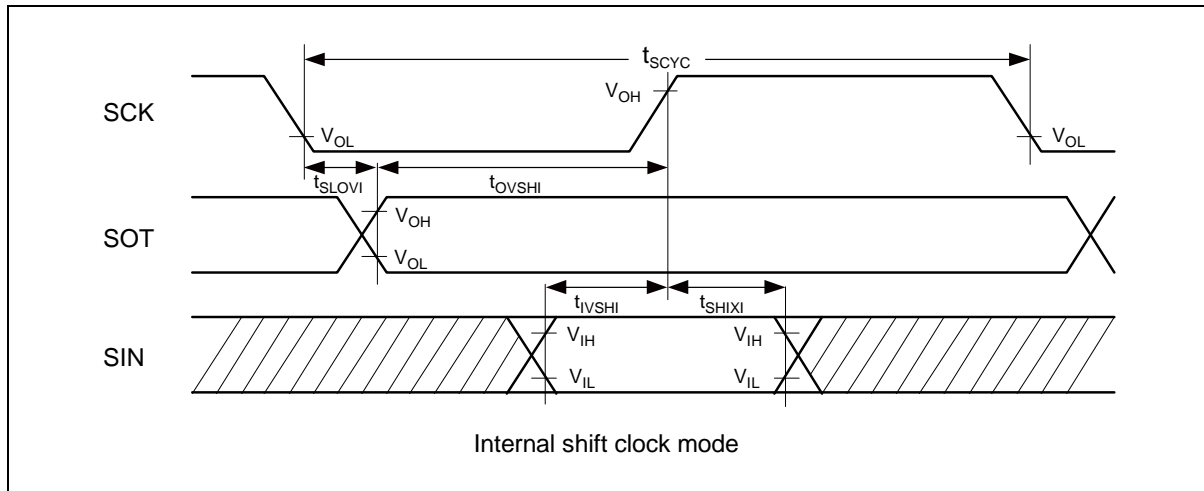 tSCYC
SCK
VOH
VOL
VOL
tSLOVI
tOVSHI
SOT
VOH
VOL
tIVSHI
tSHIXI
SIN
VIH
VIH
VIL
VIL
Internal shift clock mode